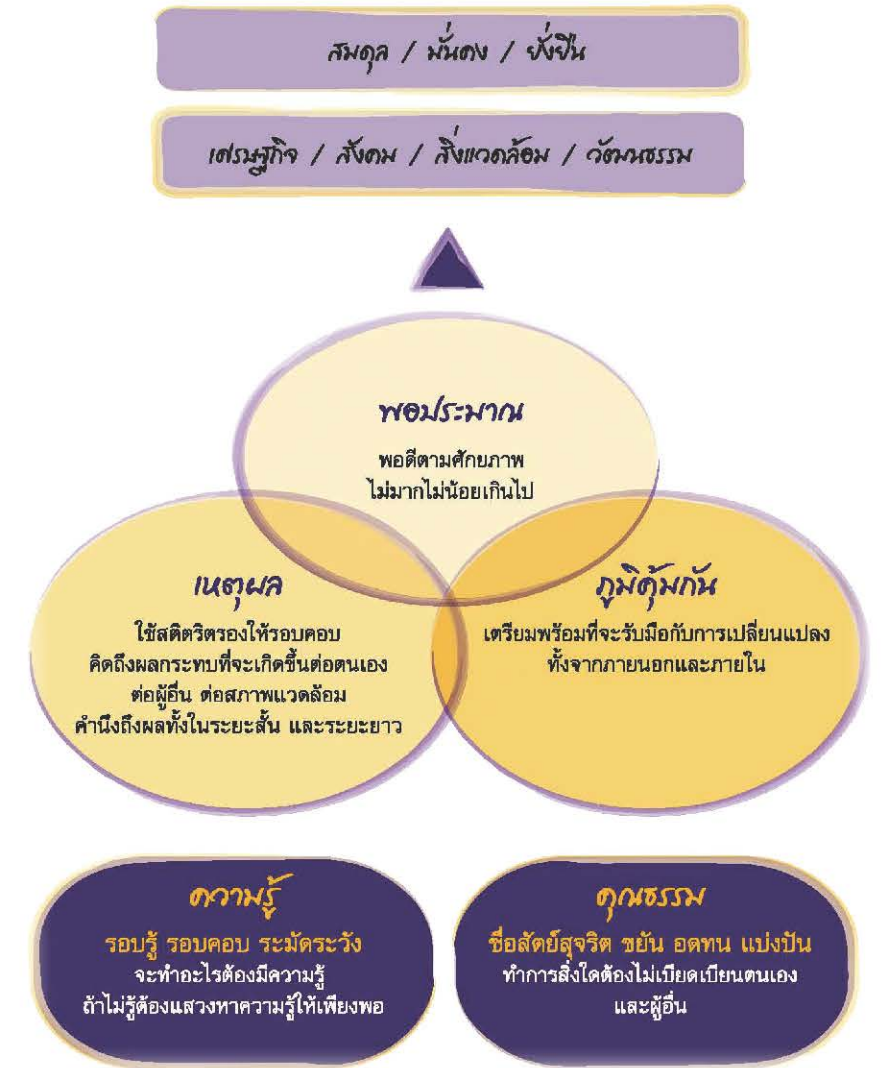 สมดุล / มั่นคง / ยั่งยืน
เศรษฐกิจ / สังคม / สิ่งแวดล้อม / วัฒนธรรม
พอประมาณ
พอดีตามศักยภาพ
ไม่มากไม่น้อยเกินไป
เหตุผล
ใช้สติตริตรองให้รอบคอบ
คิดถึงผลกระทบที่จะเกิดขึ้นต่อตนเอง
ต่อผู้อื่น ต่อสภาพแวดล้อม
คำนึงถึงผลทั้งในระยะสั้น และระยะยาว
ภูมิคุ้มกัน
เตรียมพร้อมที่จะรับมือกับการเปลี่ยนแปลง
ทั้งจากภายนอกและภายใน
ความรู้
รอบรู้ รอบคอบ ระมัดระวัง
จะทำอะไรต้องมีความรู้
ถ้าไม่รู้ต้องแสวงหาความรู้ให้เพียงพอ
คุณธรรม
ซื่อสัตย์สุจริต ขยัน อดทน แบ่งปัน
ทำการสิ่งใดต้องไม่เบียดเบียนตนเอง
และผู้อื่น